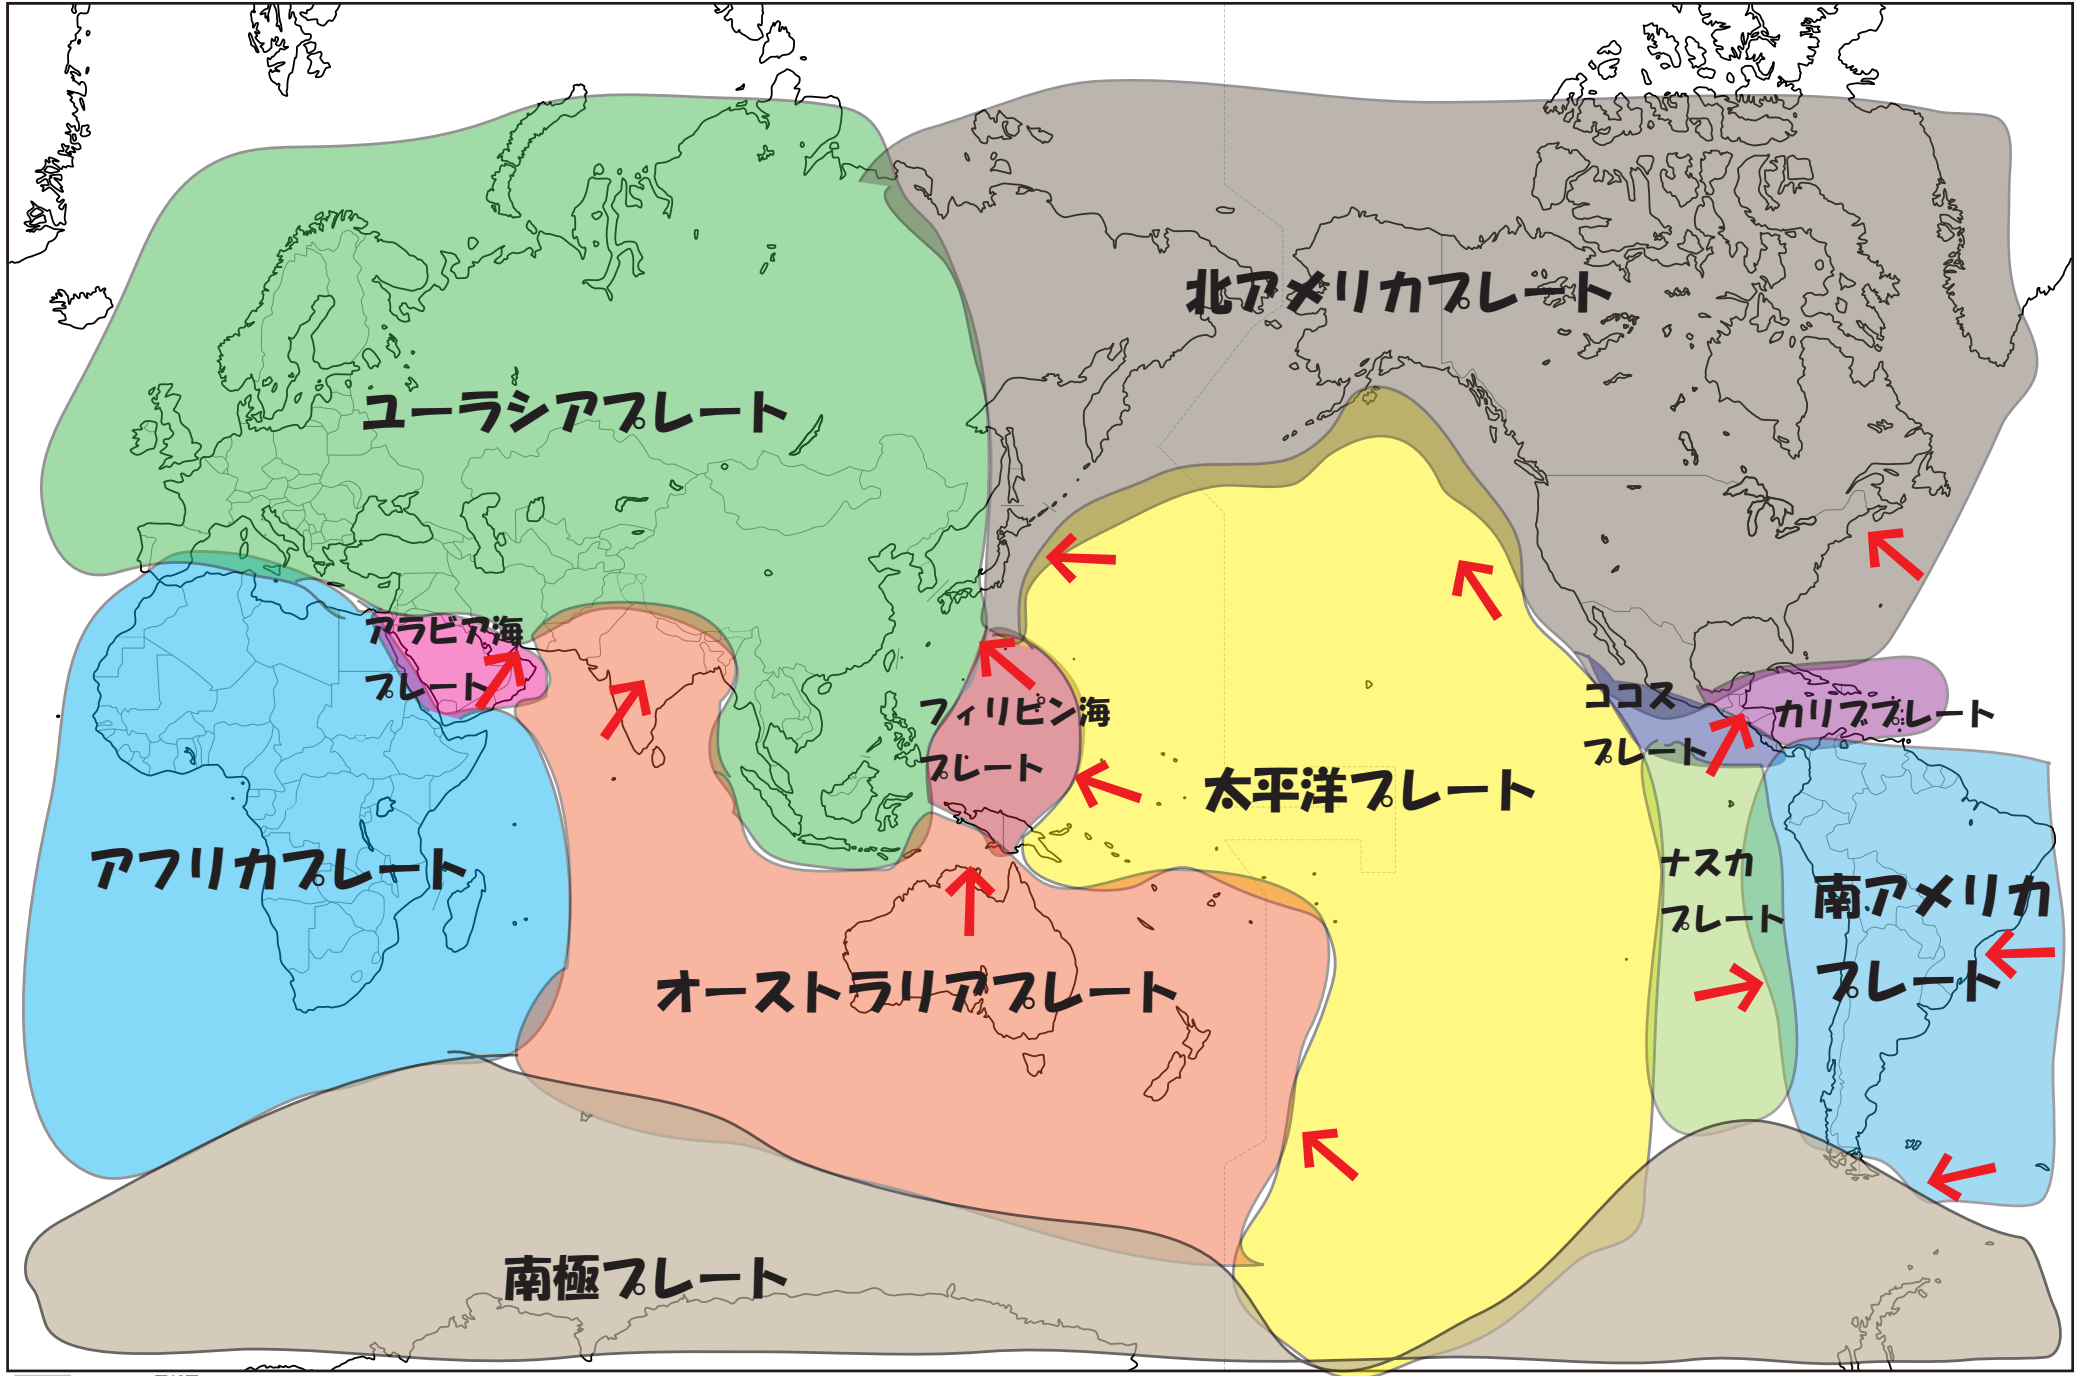 北アメリカプレート
ユーラシアプレート
アラビア海
プレート
フィリピン海
プレート
ココス
プレート
カリブプレート
太平洋プレート
アフリカプレート
ナスカ
プレート
南アメリカ
プレート
オーストラリアプレート
南極プレート